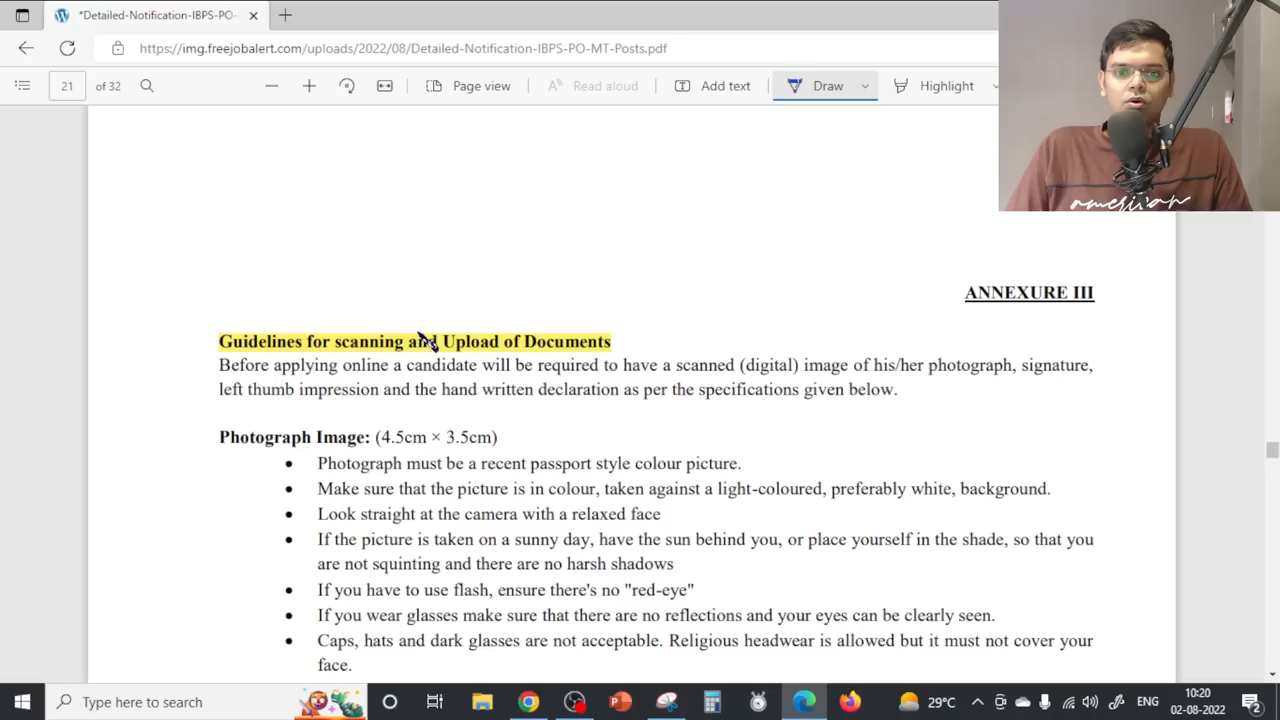 *Detailed-Notification-IBPS-PO-
https://img.freejobalert.com/uploads/2022/08/Detailed-Notification-IBPS-PO-MT-Posts.pdf
21 of 32 Page view Read aloud Add text Draw Highlight
american
ANNEXURE III
Guidelines for scanning and Upload of Documents
Before applying online a candidate will be required to have a scanned (digital) image of his/her photograph, signature,
left thumb impression and the hand written declaration as per the specifications given below.
Photograph Image: (4.5cm × 3.5cm)
• Photograph must be a recent passport style colour picture.
• Make sure that the picture is in colour, taken against a light-coloured, preferably white, background.
• Look straight at the camera with a relaxed face
• If the picture is taken on a sunny day, have the sun behind you, or place yourself in the shade, so that you
are not squinting and there are no harsh shadows
• If you have to use flash, ensure there's no "red-eye"
• If you wear glasses make sure that there are no reflections and your eyes can be clearly seen.
• Caps, hats and dark glasses are not acceptable. Religious headwear is allowed but it must not cover your
face.
Type here to search 29°C ENG 10:20
02-08-2022 2